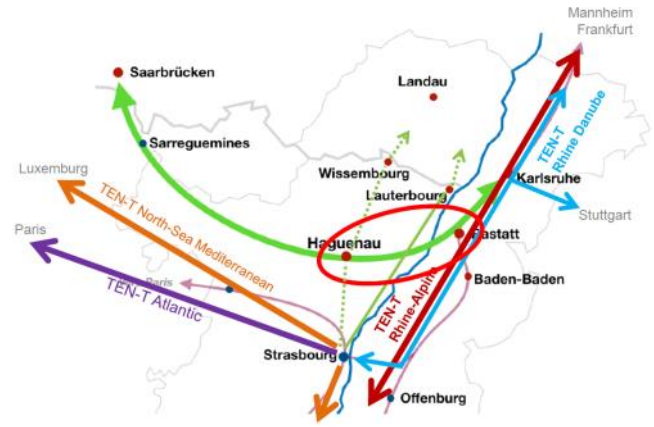 Mannheim
Frankfurt
Saarbrücken
Landau
Sarreguemines
TEN-T
Rhine Danube
Luxemburg
Wissembourg
Karlsruhe
Lauterbourg
Stuttgart
TEN-T North-Sea Mediterranean
Paris
Haguenau
Rastatt
TEN-T
Rhine-Alpine
Baden-Baden
Paris
TEN-T Atlantic
Strasbourg
Offenburg